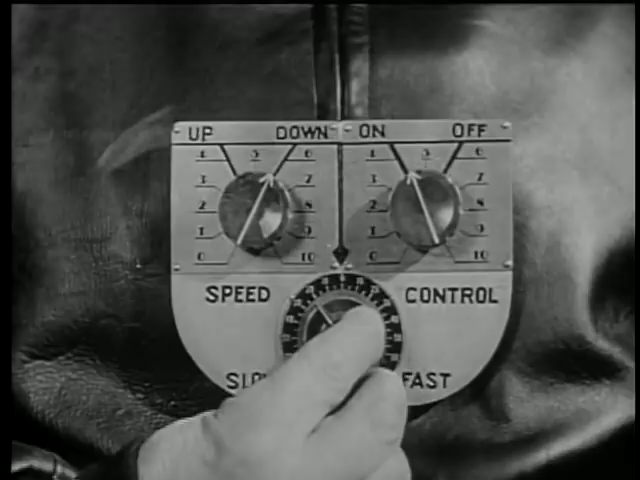 UP DOWN ON OFF
4 5 6 4 5 6
3 7 3 7
2 8 2 8
1 9 1 9
0 10 0 10
SPEED CONTROL
FAST